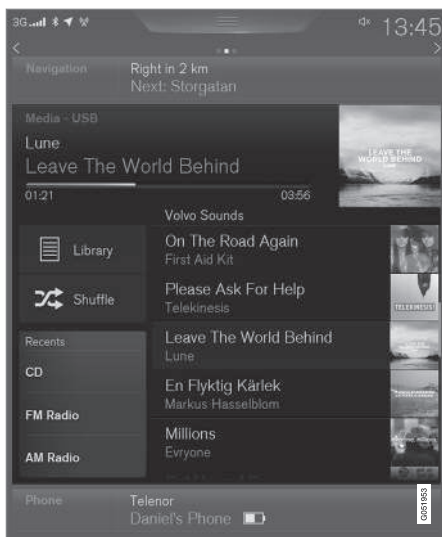 3G 13:45
Navigation
Right in 2 km
Next: Storgatan
Media - USB
Lune
Leave The World Behind
01:21 03:56
LEAVE THE
WORLD BEHIND
LUNE
Volvo Sounds
Library
Shuffle
On The Road Again
First Aid Kit
Please Ask For Help
Telekinesis
TELEKINESIS!
Recents
CD
FM Radio
AM Radio
Leave The World Behind
Lune
En Flyktig Kärlek
Markus Hasselblom
Millions
Evryone
Phone
Telenor
Daniel's Phone
G051953